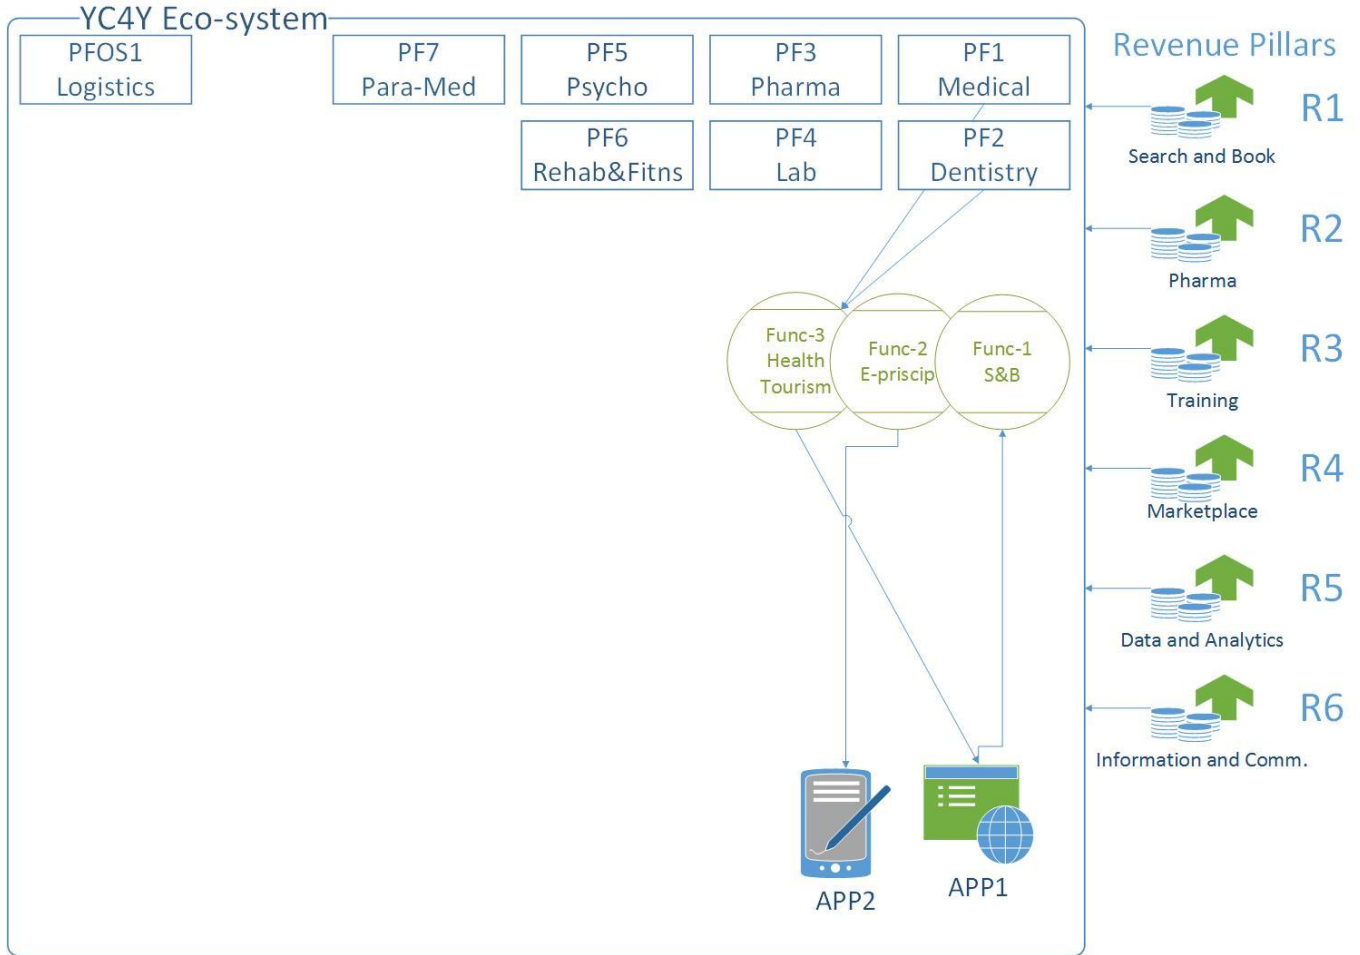 YC4Y Eco-system
PFOS1
Logistics
PF7
Para-Med
PF5
Psycho
PF3
Pharma
PF1
Medical
PF6
Rehab&Fitns
PF4
Lab
PF2
Dentistry
Func-3
Health
Tourism
Func-2
E-priscip
Func-1
S&B
APP2
APP1
Revenue Pillars
R1
Search and Book
R2
Pharma
R3
Training
R4
Marketplace
R5
Data and Analytics
R6
Information and Comm.